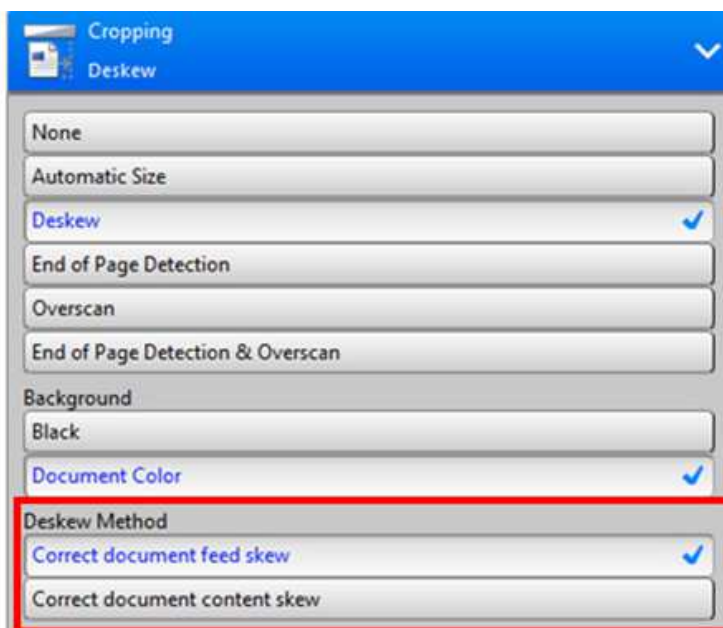 Cropping
Deskew
None
Automatic Size
Deskew
End of Page Detection
Overscan
End of Page Detection & Overscan
Background
Black
Document Color
Deskew Method
Correct document feed skew
Correct document content skew